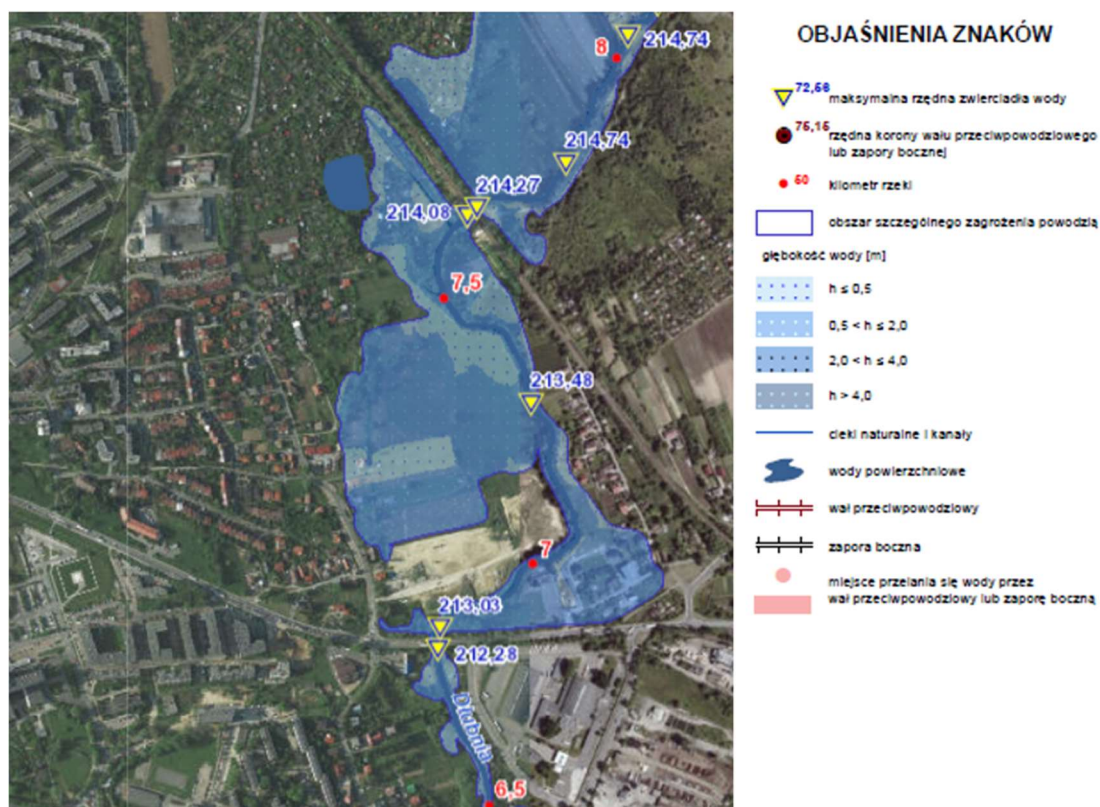 214,74
8
214,74
214,27
214,08
7,5
213,48
7
213,03
212,28
Dłubnia
6,5
OBJAŚNIENIA ZNAKÓW
72,56
maksymalna rzędna zwierciadła wody
75,15
rzędna korony wału przeciwpowodziowego
lub zapory bocznej
50
kilometr rzeki
obszar szczególnego zagrożenia powodzią
głębokość wody [m]
h ≤ 0,5
0,5 < h ≤ 2,0
2,0 < h ≤ 4,0
h > 4,0
cieki naturalne i kanały
wody powierzchniowe
wał przeciwpowodziowy
zapora boczna
miejsce przelania się wody przez
wał przeciwpowodziowy lub zaporę boczną